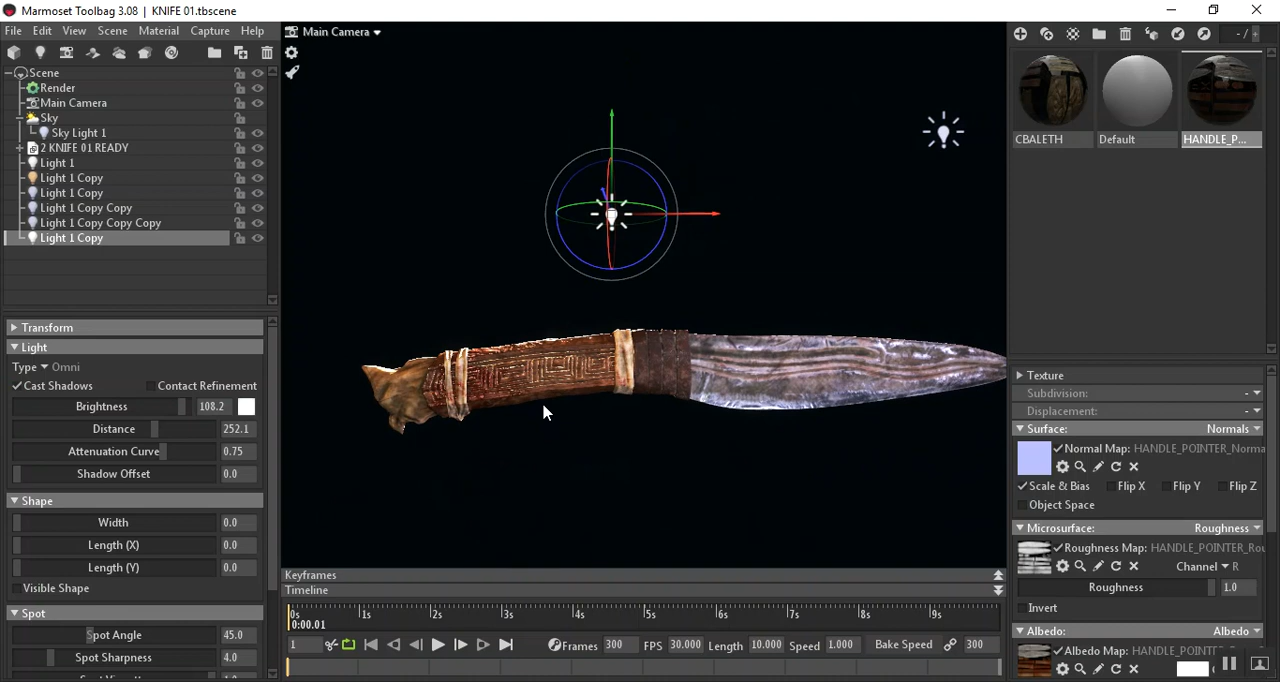 Marmoset Toolbag 3.08 | KNIFE 01.tbscene
File Edit View Scene Material Capture Help
Main Camera
- /
Scene
Render
Main Camera
Sky
Sky Light 1
2 KNIFE 01 READY
Light 1
Light 1 Copy
Light 1 Copy
Light 1 Copy Copy
Light 1 Copy Copy Copy
Light 1 Copy
CBALETH Default HANDLE_P...
Transform
Light
Type Omni
Cast Shadows Contact Refinement
Brightness 108.2
Distance 252.1
Attenuation Curve 0.75
Shadow Offset 0.0
Shape
Width 0.0
Length (X) 0.0
Length (Y) 0.0
Visible Shape
Spot
Spot Angle 45.0
Spot Sharpness 4.0
Texture
Subdivision: -
Displacement: -
Surface: Normals
Normal Map: HANDLE_POINTER_Norma
Scale & Bias Flip X Flip Y Flip Z
Object Space
Microsurface: Roughness
Roughness Map: HANDLE_POINTER_Rou
Channel R
Roughness 1.0
Invert
Albedo: Albedo
Albedo Map: HANDLE_POINT
Keyframes
Timeline
0s 1s 2s 3s 4s 5s 6s 7s 8s 9s
0:00.01
1 Frames 300 FPS 30.000 Length 10.000 Speed 1.000 Bake Speed 300